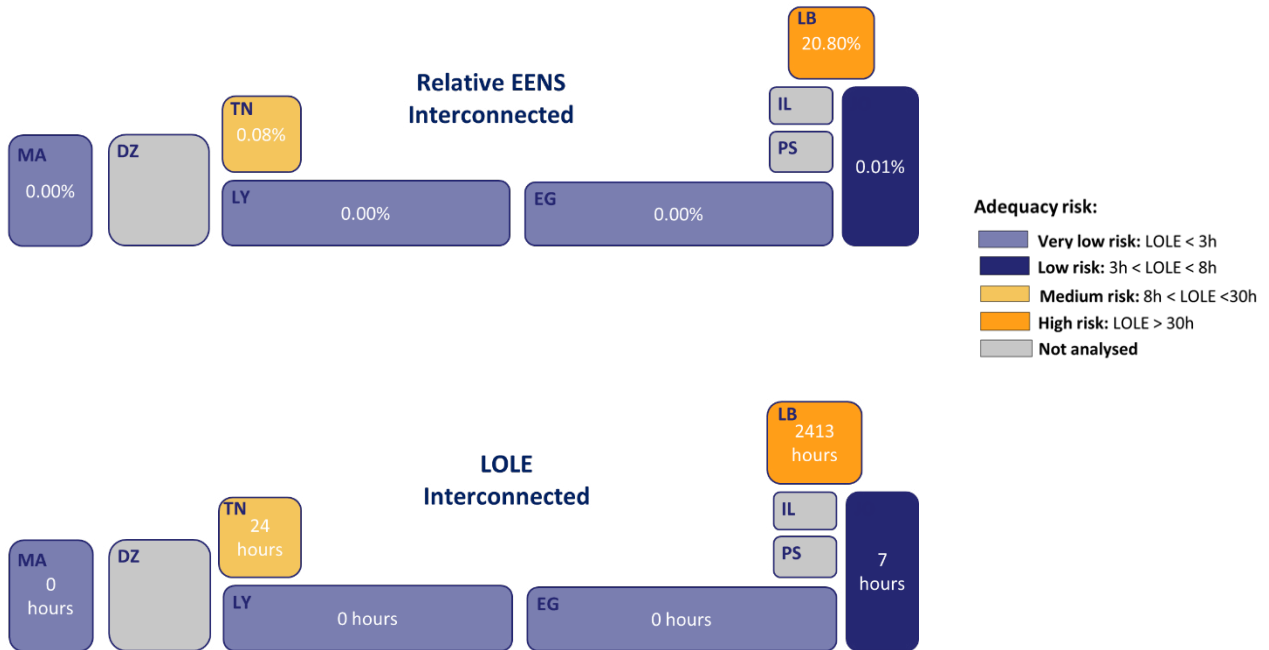 LB
20.80%
Relative EENS
Interconnected
TN
0.08%
IL
MA
0.00%
DZ
PS
0.01%
LY
0.00%
EG
0.00%
Adequacy risk:
Very low risk: LOLE < 3h
Low risk: 3h < LOLE < 8h
Medium risk: 8h < LOLE <30h
High risk: LOLE > 30h
Not analysed
LB
2413
hours
LOLE
Interconnected
TN
24
hours
IL
MA
0
hours
DZ
PS
7
hours
LY
0 hours
EG
0 hours